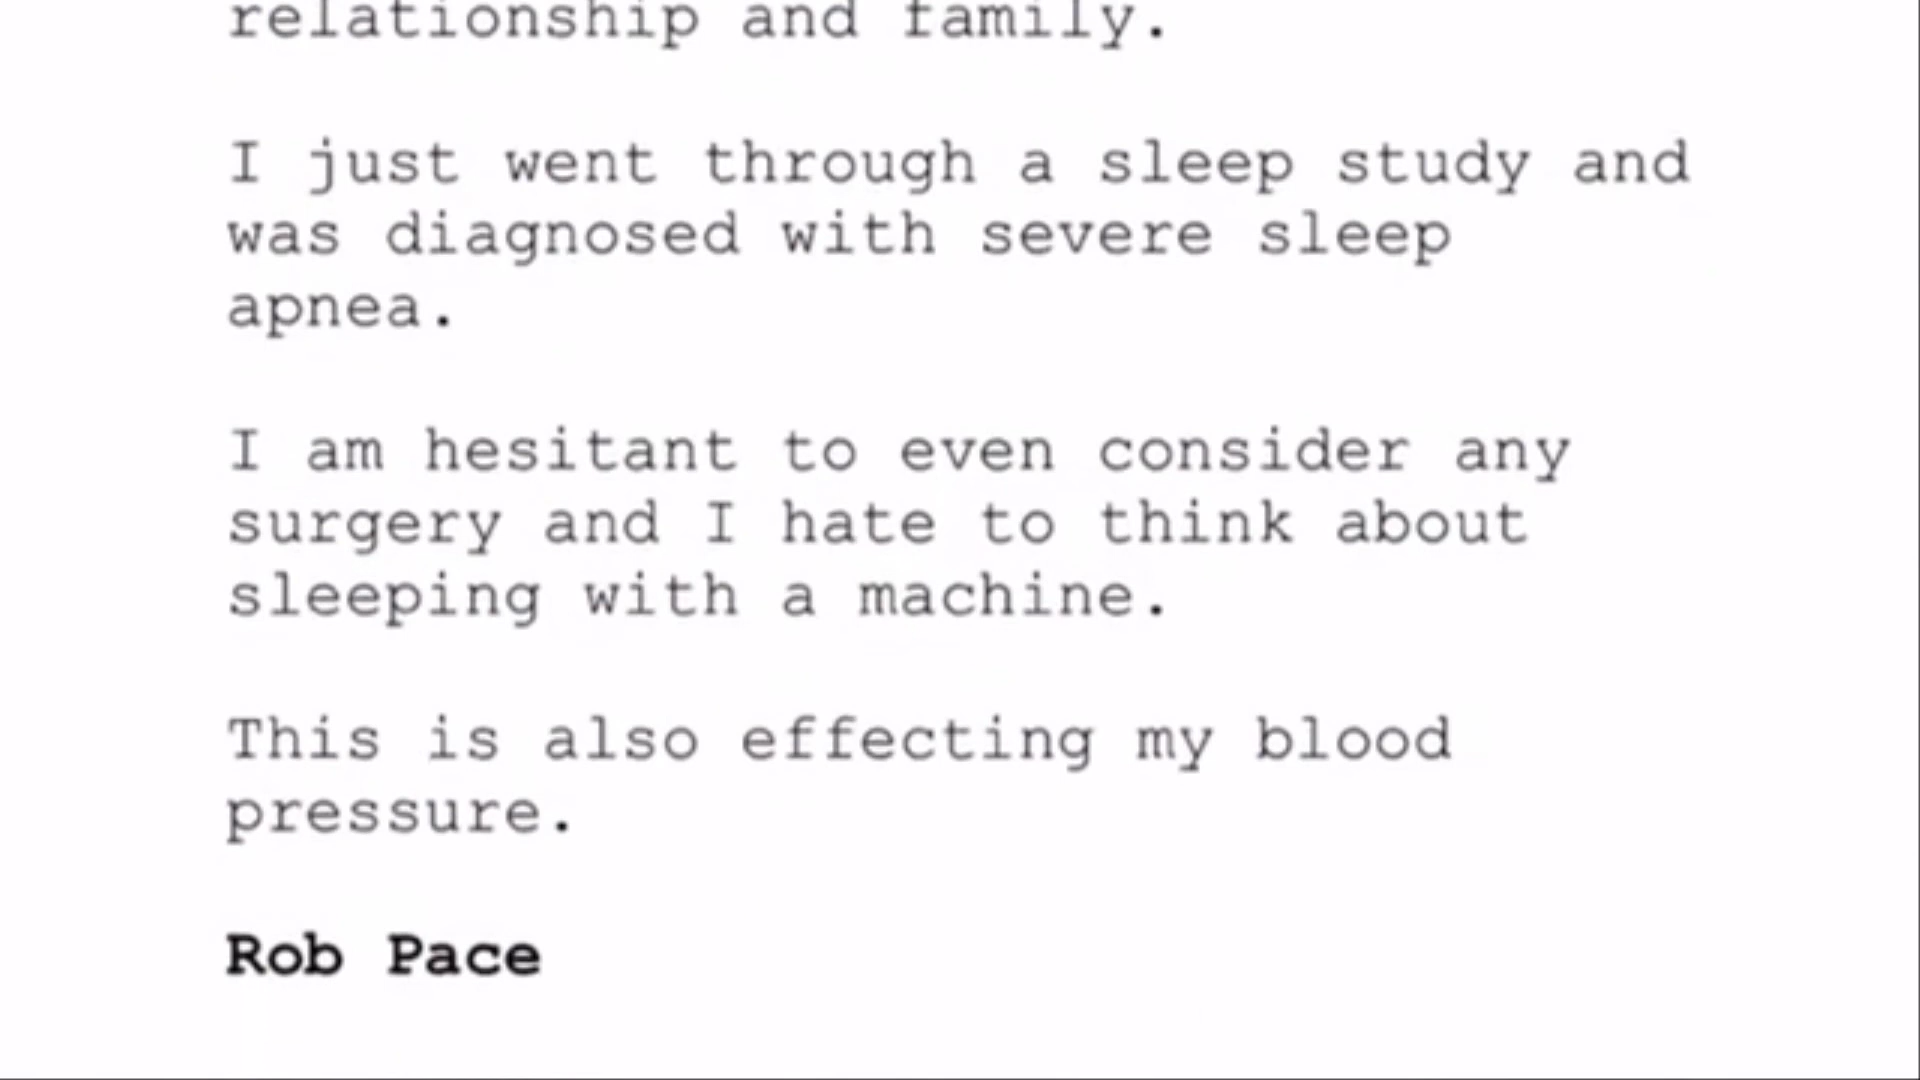 relationship and family.
I just went through a sleep study and
was diagnosed with severe sleep
apnea.
I am hesitant to even consider any
surgery and I hate to think about
sleeping with a machine.
This is also effecting my blood
pressure.
Rob Pace